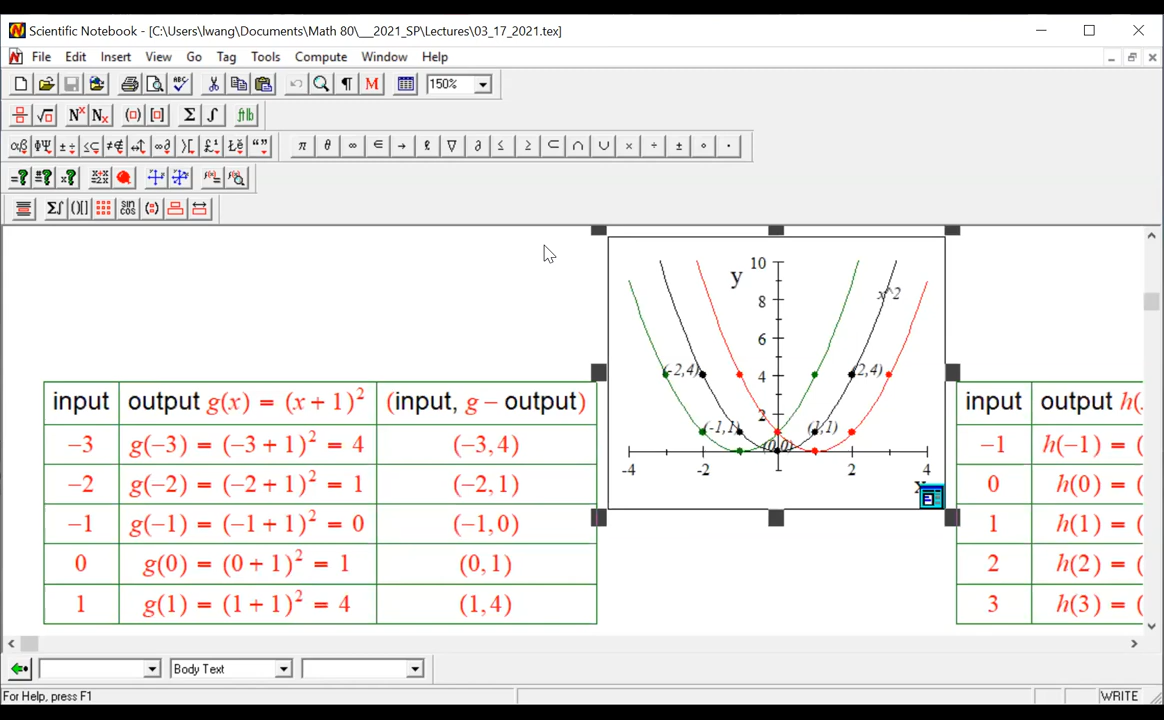 Scientific Notebook - [C:\Users\lwang\Documents\Math 80\__2021_SP\Lectures\03_17_2021.tex]
File Edit Insert View Go Tag Tools Compute Window Help
150%
π θ ∞ ∈ → ℓ ∇ ∂ ≤ ≥ ⊂ ∩ ∪ × ÷ ± ∘ ·
y
10
8
6
4
2
-4 -2 2 4
x^2
(-2,4) (2,4)
(-1,1) (1,1)
(0,0)
x
input output g(x) = (x + 1)² (input, g − output)
−3 g(−3) = (−3 + 1)² = 4 (−3, 4)
−2 g(−2) = (−2 + 1)² = 1 (−2, 1)
−1 g(−1) = (−1 + 1)² = 0 (−1, 0)
0 g(0) = (0 + 1)² = 1 (0, 1)
1 g(1) = (1 + 1)² = 4 (1, 4)
input output h(
−1 h(−1) = (
0 h(0) = (
1 h(1) = (
2 h(2) = (
3 h(3) = (
Body Text
For Help, press F1
WRITE